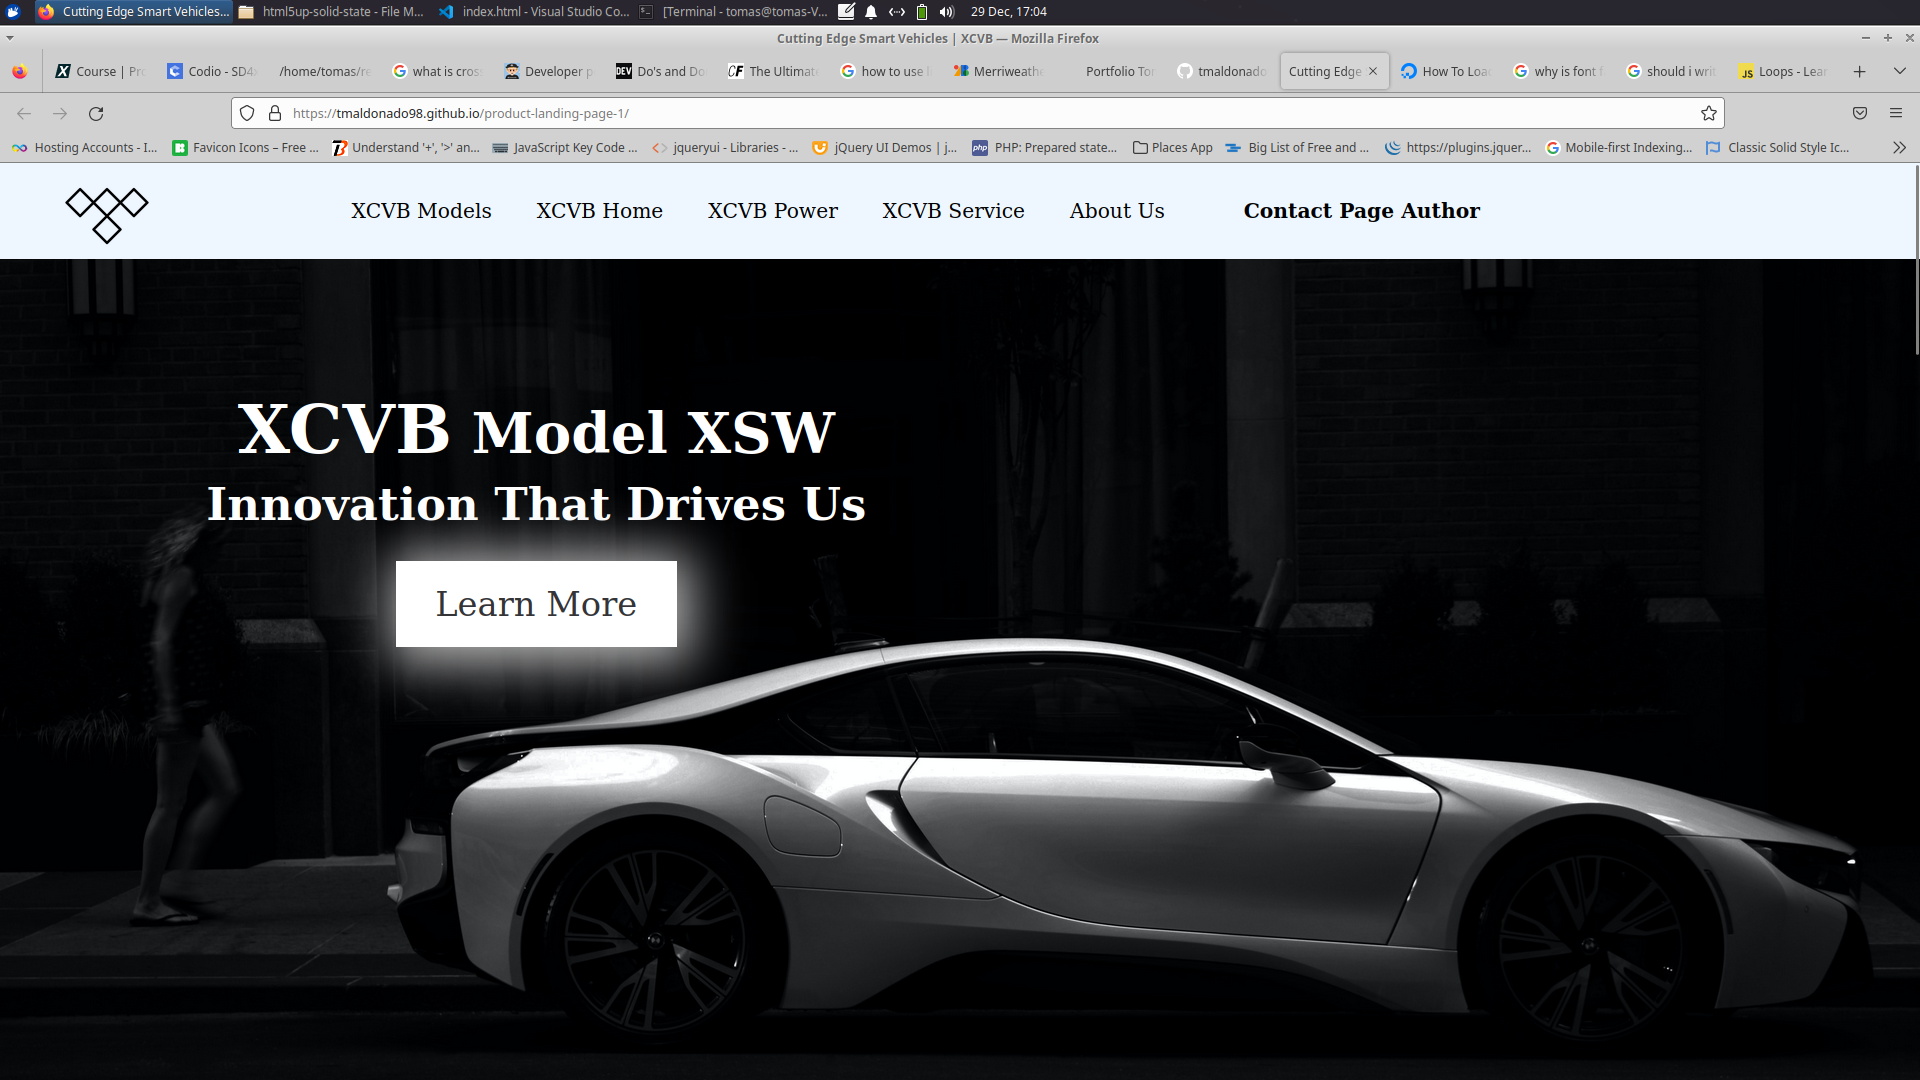 Cutting Edge Smart Vehicles... html5up-solid-state - File M... index.html - Visual Studio Co... [Terminal - tomas@tomas-V... 29 Dec, 17:04
Cutting Edge Smart Vehicles | XCVB — Mozilla Firefox
Course | Pr Codio - SD4 /home/tomas/re what is cros Developer p DEV Do's and Do CF The Ultimat how to use l Merriweathe Portfolio Tor tmaldonado Cutting Edge How To Loa why is font f should i writ JS Loops - Lear
https://tmaldonado98.github.io/product-landing-page-1/
Hosting Accounts - I... Favicon Icons – Free ... Understand '+', '>' an... JavaScript Key Code ... jqueryui - Libraries - ... jQuery UI Demos | j... php PHP: Prepared state... Places App Big List of Free and ... https://plugins.jquer... Mobile-first Indexing... Classic Solid Style Ic...
XCVB Models XCVB Home XCVB Power XCVB Service About Us Contact Page Author
XCVB Model XSW
Innovation That Drives Us
Learn More